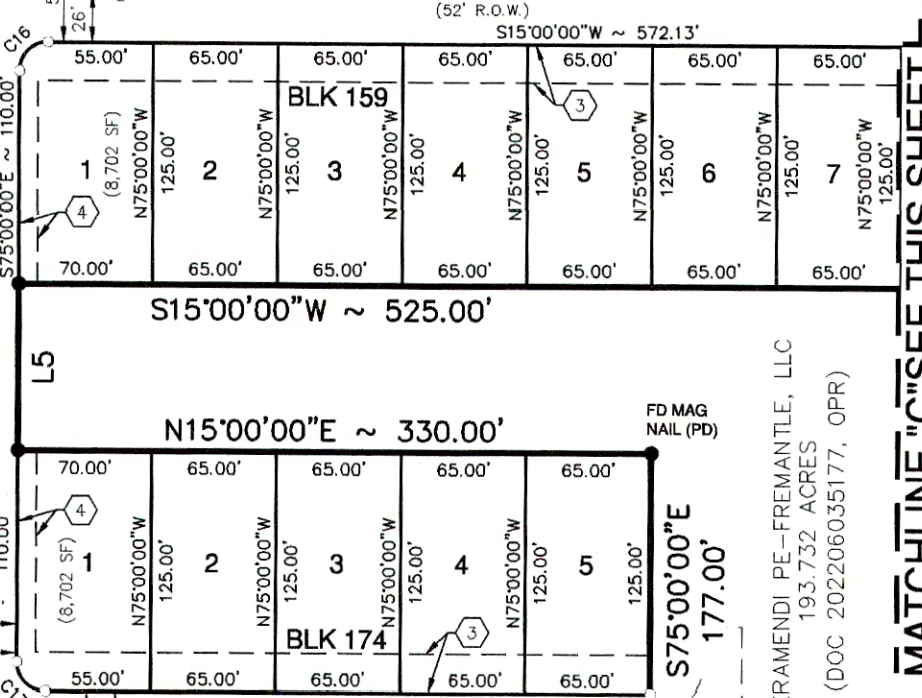 (52' R.O.W.)
26'
C16
S15°00'00"W ~ 572.13'
55.00' 65.00' 65.00' 65.00' 65.00' 65.00' 65.00'
BLK 159
3
S75°00'00"E ~ 110.00'
1 2 3 4 5 6 7
(8,702 SF)
N75°00'00"W
125.00'
N75°00'00"W
125.00'
N75°00'00"W
125.00'
N75°00'00"W
125.00'
N75°00'00"W
125.00'
N75°00'00"W
125.00'
N75°00'00"W
125.00'
4
70.00' 65.00' 65.00' 65.00' 65.00' 65.00' 65.00'
S15°00'00"W ~ 525.00'
L5
N15°00'00"E ~ 330.00'
FD MAG
NAIL (PD)
70.00' 65.00' 65.00' 65.00' 65.00'
4
110.00'
1 2 3 4 5
(8,702 SF)
N75°00'00"W
125.00'
N75°00'00"W
125.00'
N75°00'00"W
125.00'
N75°00'00"W
125.00'
125.00'
BLK 174
3
55.00' 65.00' 65.00' 65.00' 65.00'
S75°00'00"E
177.00'
RAMENDI PE-FREMANTLE, LLC
193.732 ACRES
(DOC 202206035177, OPR)
MATCHLINE "C" SEE THIS SHEET